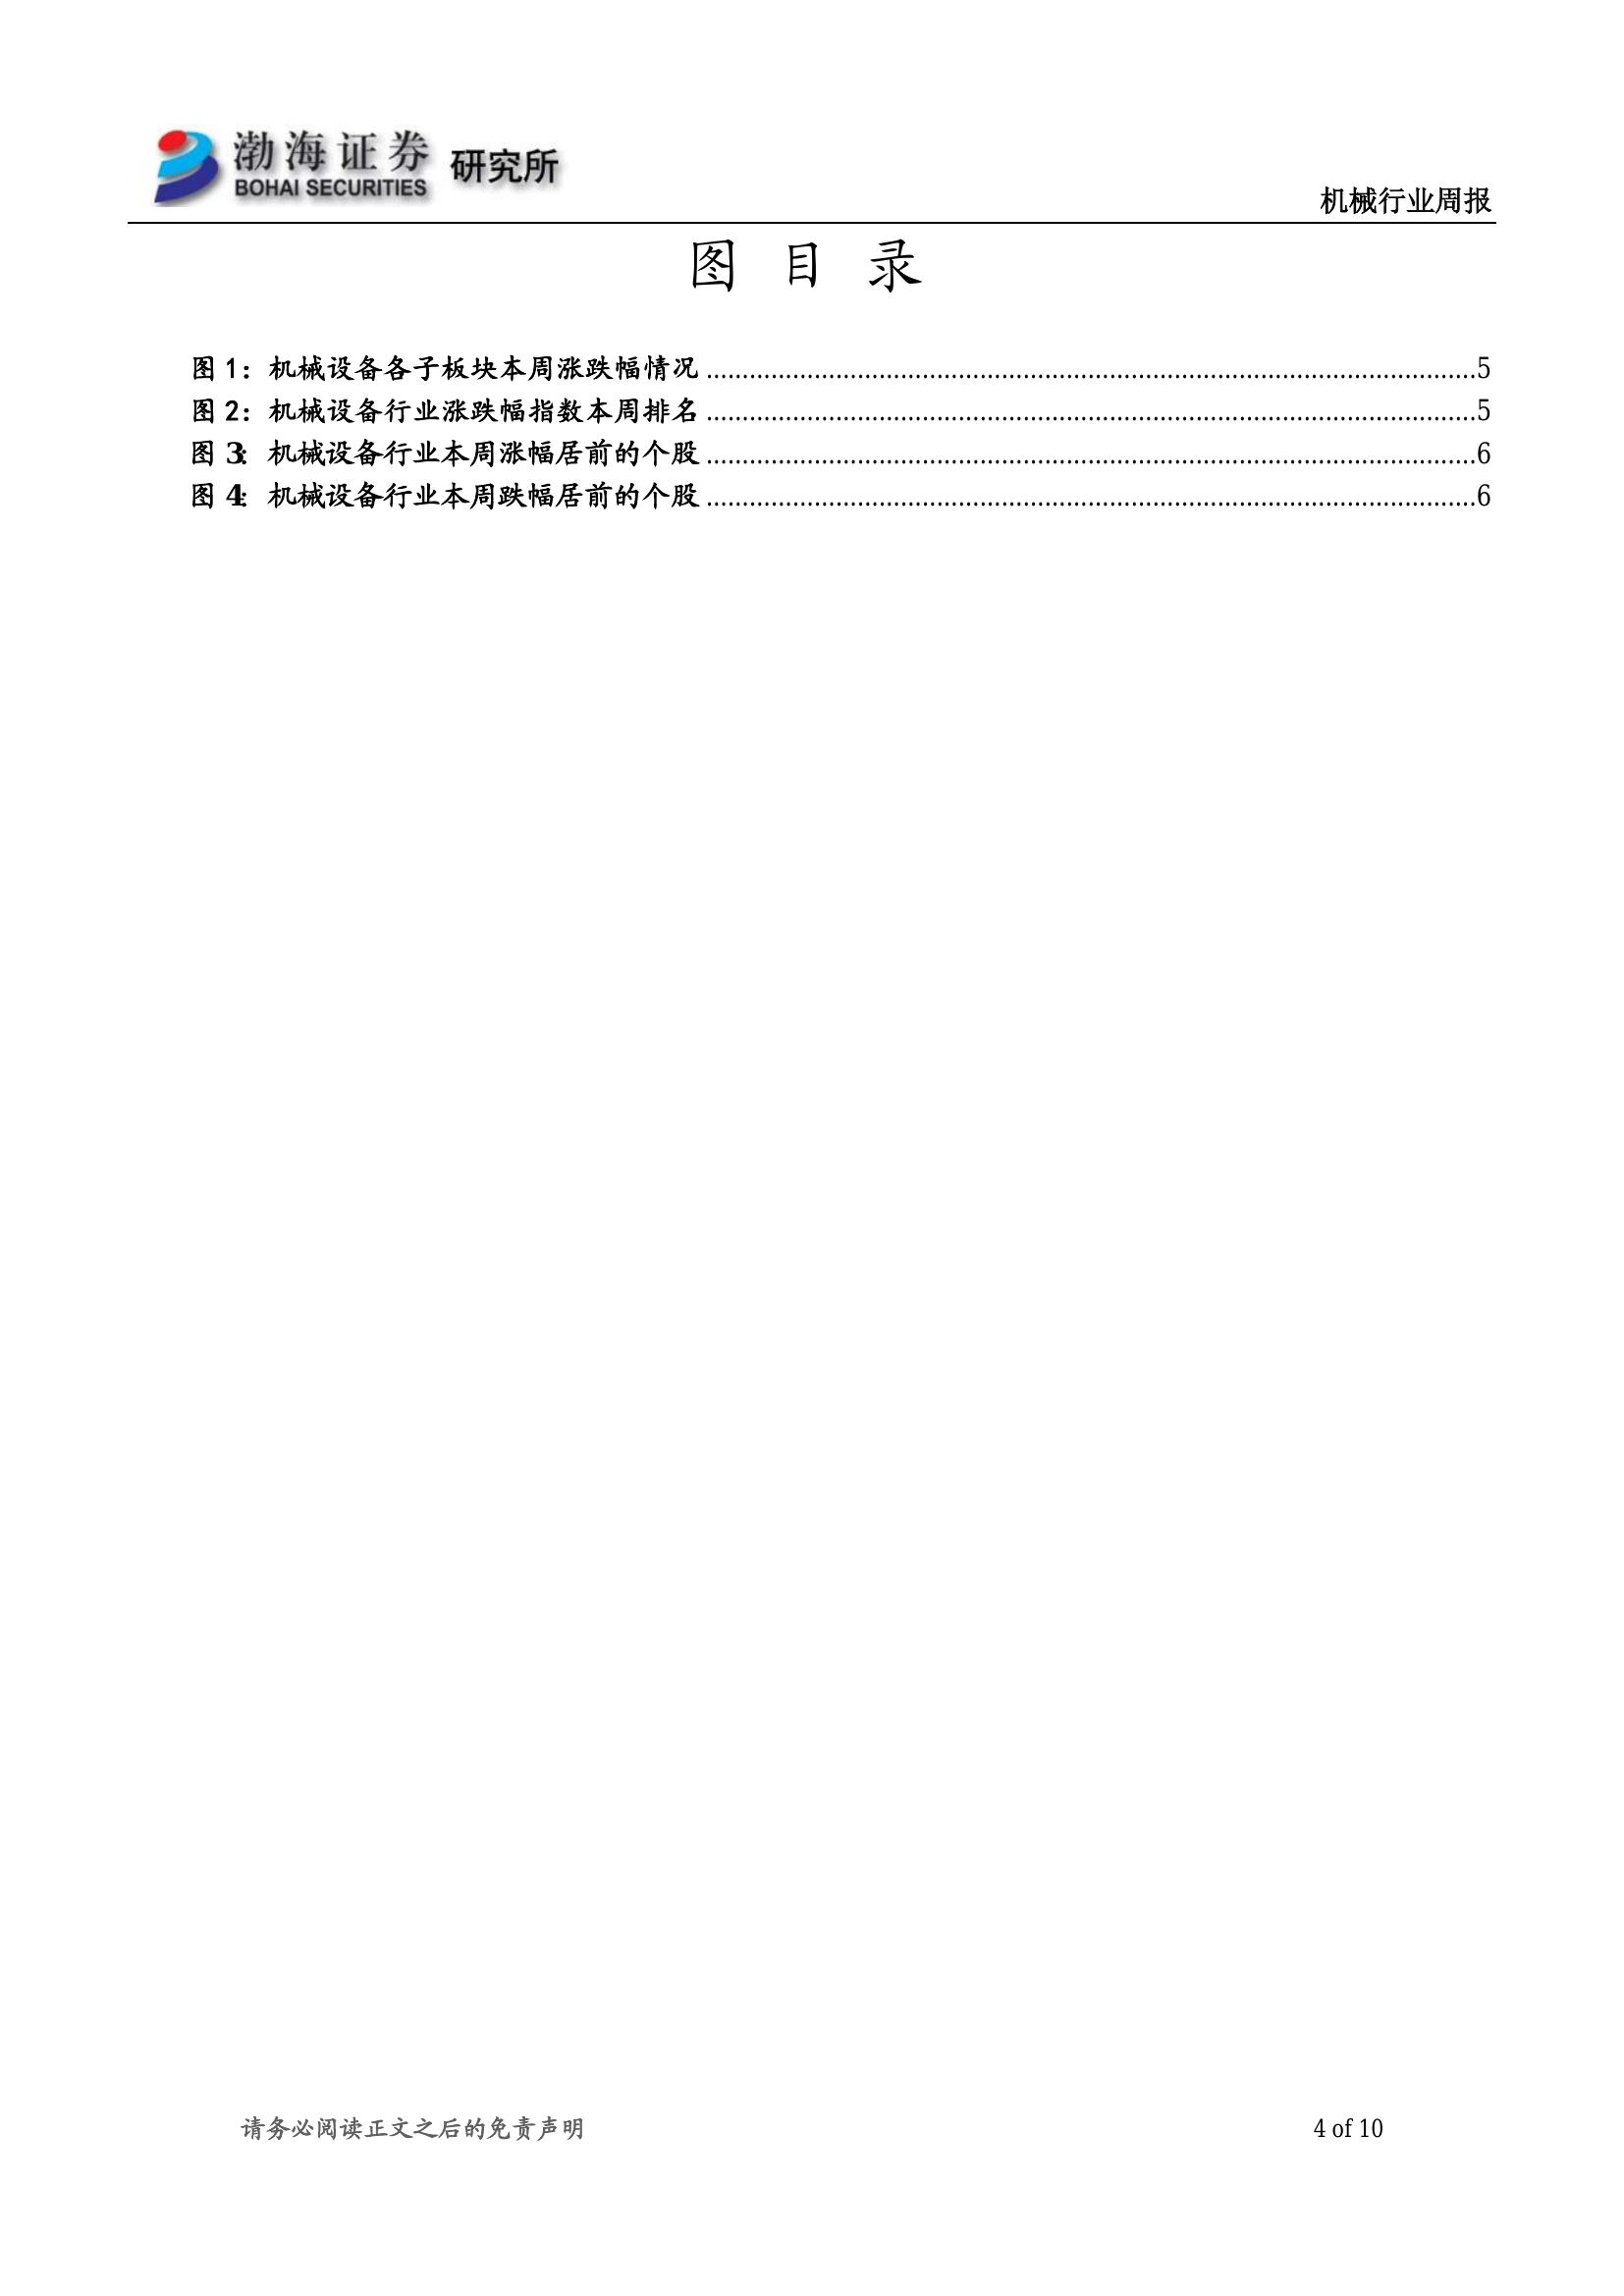 渤海证券 研究所
BOHAI SECURITIES
机械行业周报
图 目 录
图 1：机械设备各子板块本周涨跌幅情况........................................................................................................5
图 2：机械设备行业涨跌幅指数本周排名........................................................................................................5
图 3：机械设备行业本周涨幅居前的个股........................................................................................................6
图 4：机械设备行业本周跌幅居前的个股........................................................................................................6
请务必阅读正文之后的免责声明 4 of 10